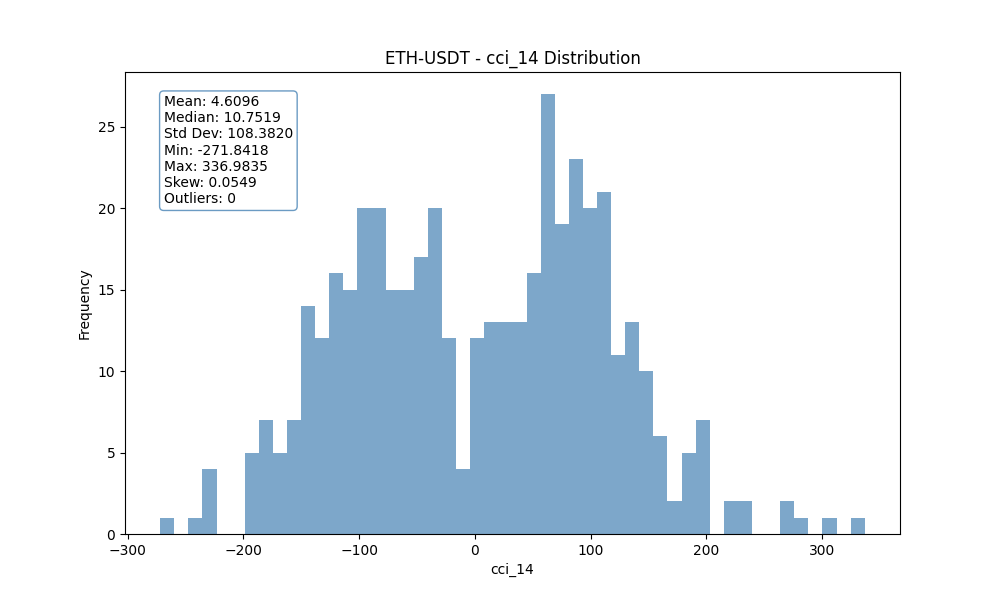 ETH-USDT - cci_14 Distribution
Mean: 4.6096
Median: 10.7519
Std Dev: 108.3820
Min: -271.8418
Max: 336.9835
Skew: 0.0549
Outliers: 0
25
20
15
10
5
0
Frequency
−300 −200 −100 0 100 200 300
cci_14